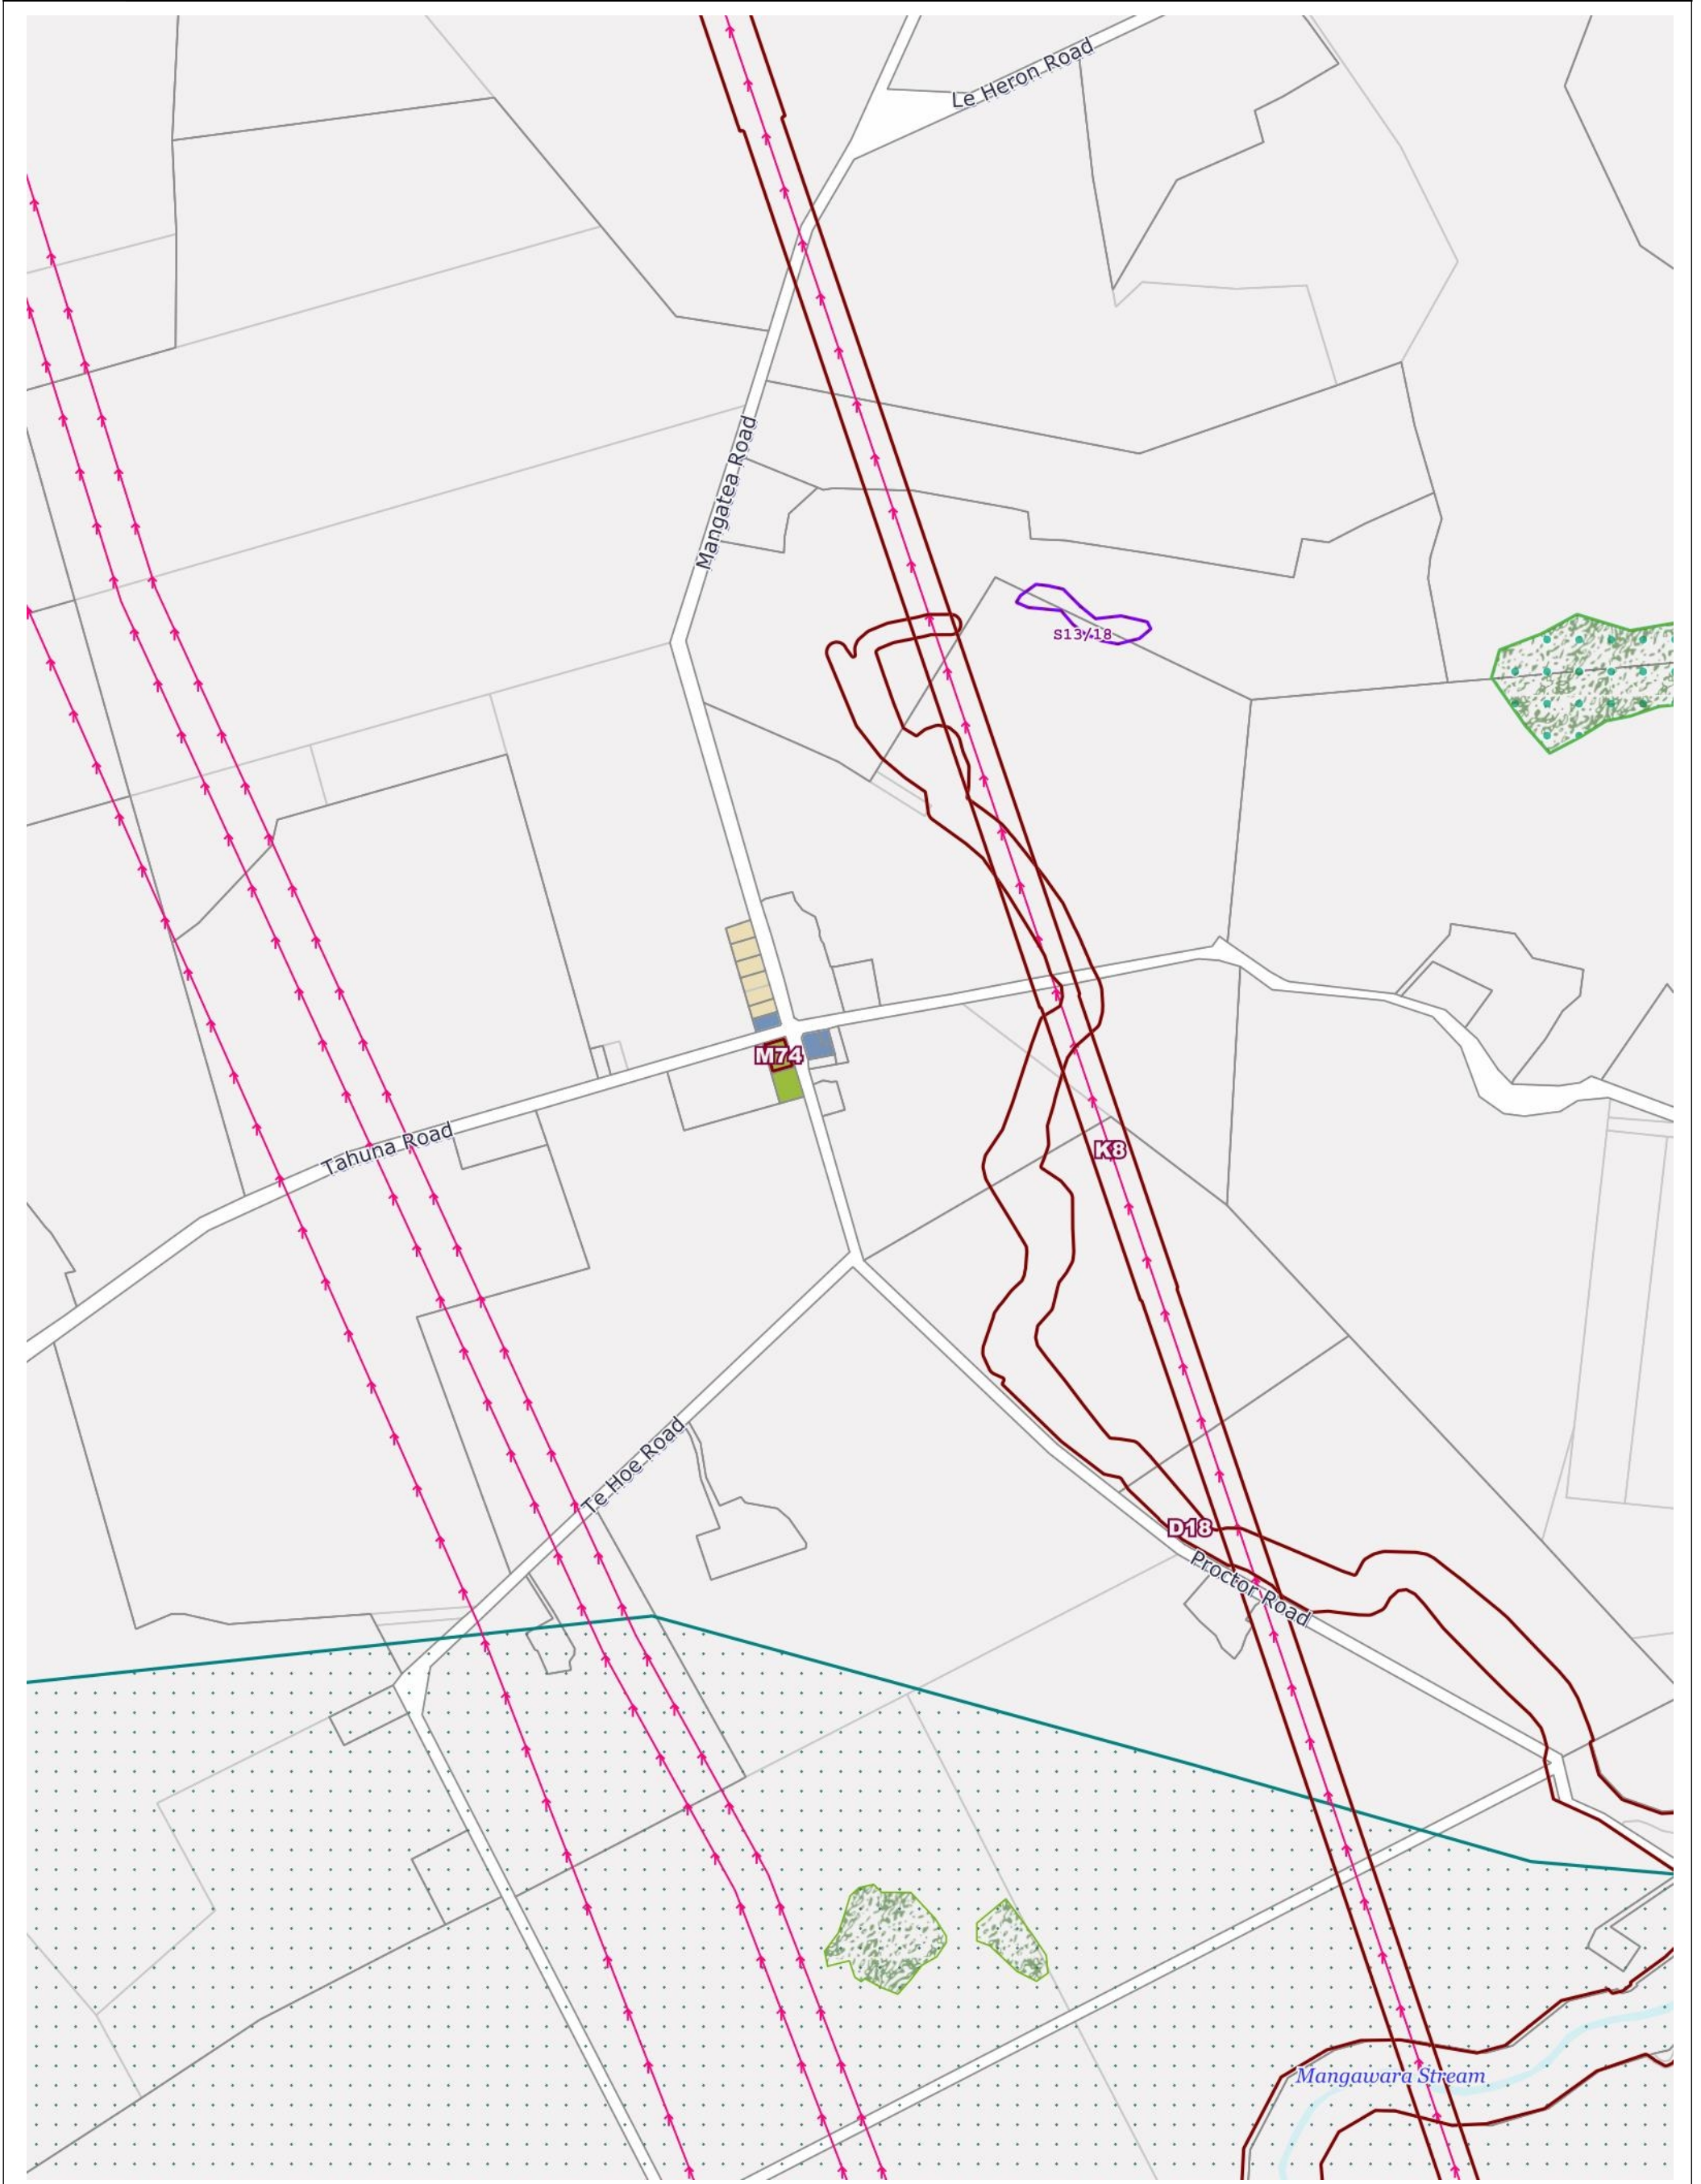 Le Heron Road
Mangatea Road
S13/18
M74
Tahuna Road
K8
Te Hoe Road
D18
Proctor Road
Mangawara Stream